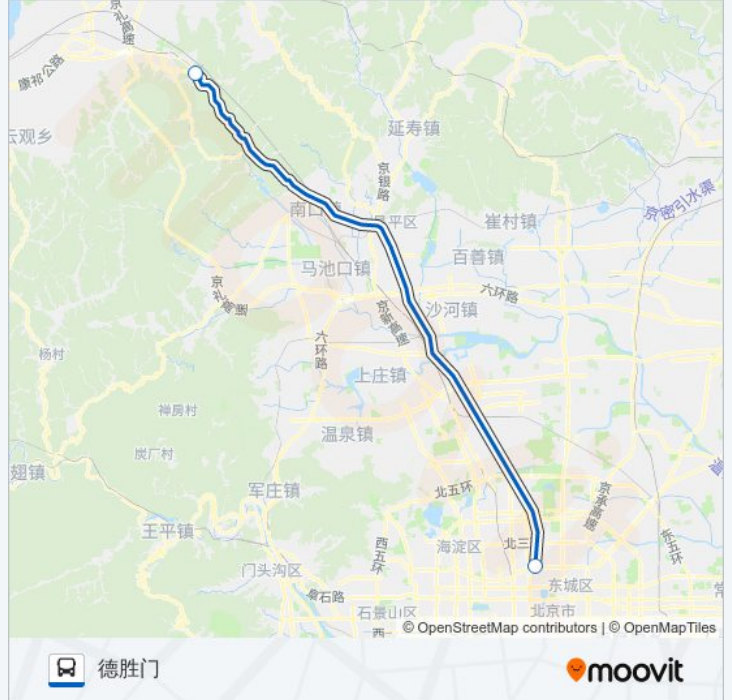 京礼高速
康祁公路
云观乡
延寿镇
京银路
京密引水渠
南口镇
昌平区
崔村镇
百善镇
马池口镇
京礼高速
六环路
京新高速
沙河镇
六环路
杨村
上庄镇
禅房村
温泉镇
炭厂村
翅镇
军庄镇
北五环
京承高速
王平镇
海淀区
北三
西五环
东五环
门头沟区
东城区
石路
石景山区
北京市
西
© OpenStreetMap contributors | © OpenMapTiles
德胜门
moovit